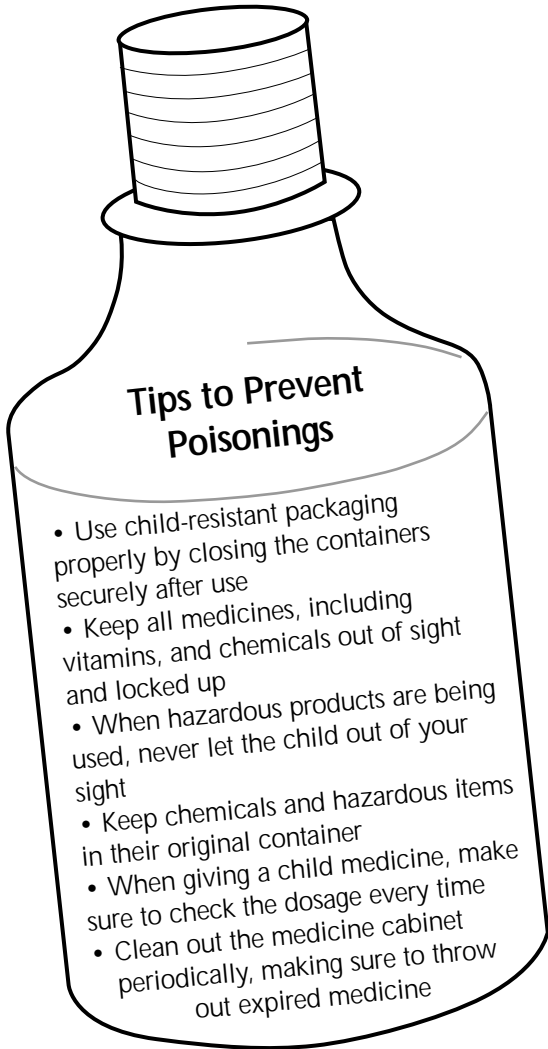 Tips to Prevent
Poisonings
• Use child-resistant packaging
properly by closing the containers
securely after use
• Keep all medicines, including
vitamins, and chemicals out of sight
and locked up
• When hazardous products are being
used, never let the child out of your
sight
• Keep chemicals and hazardous items
in their original container
• When giving a child medicine, make
sure to check the dosage every time
• Clean out the medicine cabinet
periodically, making sure to throw
out expired medicine